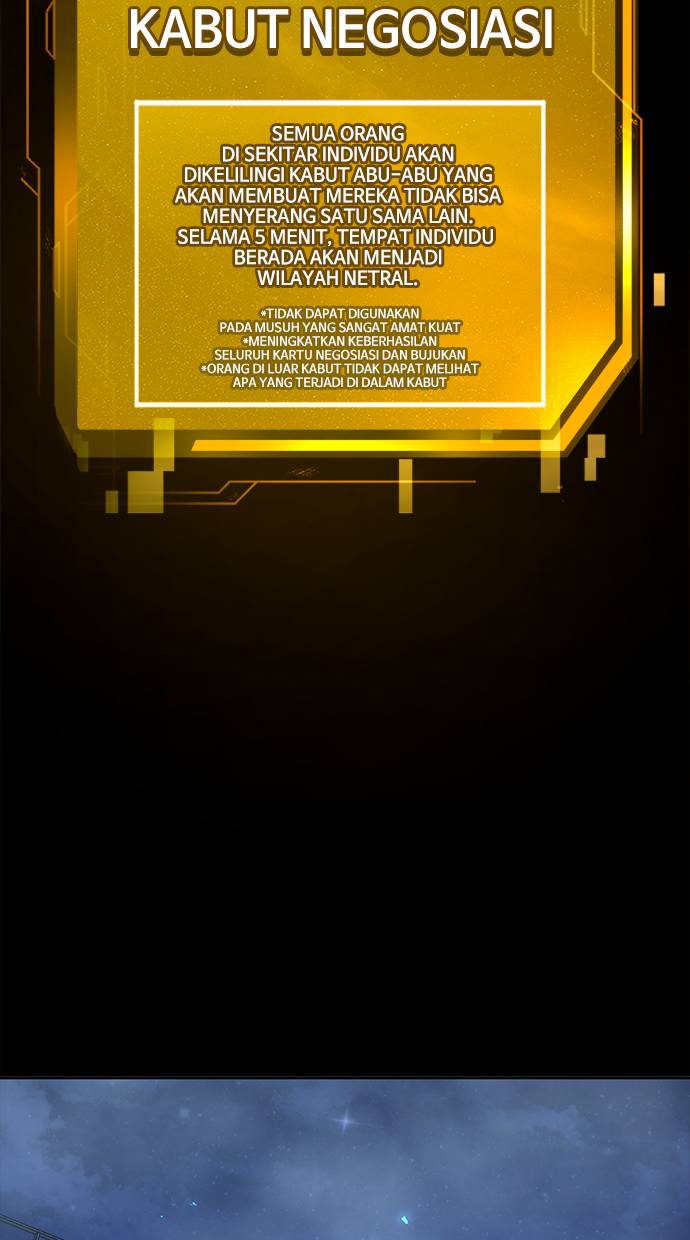 KABUT NEGOSIASI
SEMUA ORANG
DI SEKITAR INDIVIDU AKAN
DIKELILINGI KABUT ABU-ABU YANG
AKAN MEMBUAT MEREKA TIDAK BISA
MENYERANG SATU SAMA LAIN.
SELAMA 5 MENIT, TEMPAT INDIVIDU
BERADA AKAN MENJADI
WILAYAH NETRAL.
*TIDAK DAPAT DIGUNAKAN
PADA MUSUH YANG SANGAT AMAT KUAT
*MENINGKATKAN KEBERHASILAN
SELURUH KARTU NEGOSIASI DAN BUJUKAN
*ORANG DI LUAR KABUT TIDAK DAPAT MELIHAT
APA YANG TERJADI DI DALAM KABUT